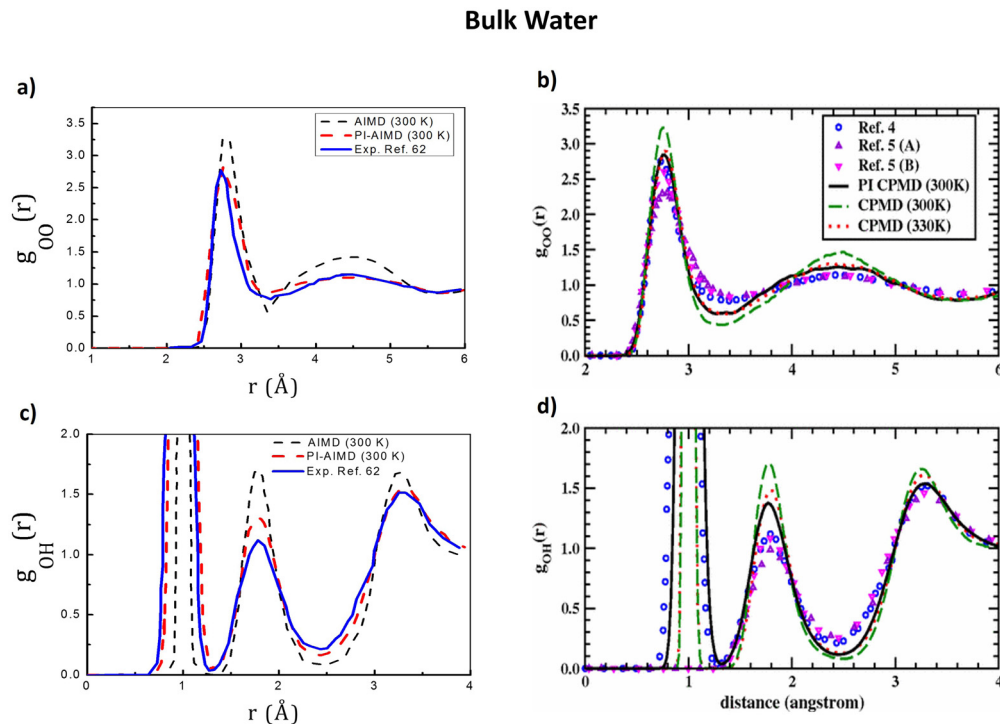 Bulk Water
a)
3.5
3.0
2.5
2.0
1.5
1.0
0.5
0.0
1
2
3
4
5
6
g OO (r)
r (Å)
AIMD (300 K)
PI-AIMD (300 K)
Exp. Ref. 62
b)
3.5
3.0
2.5
2.0
1.5
1.0
0.5
0.0
2
3
4
5
6
gOO(r)
Ref. 4
Ref. 5 (A)
Ref. 5 (B)
PI CPMD (300K)
CPMD (300K)
CPMD (330K)
c)
2.0
1.5
1.0
0.5
0.0
0
1
2
3
4
g OH (r)
r (Å)
AIMD (300 K)
PI-AIMD (300 K)
Exp. Ref. 62
d)
2.0
1.5
1.0
0.5
0.0
0
1
2
3
4
gOH(r)
distance (angstrom)